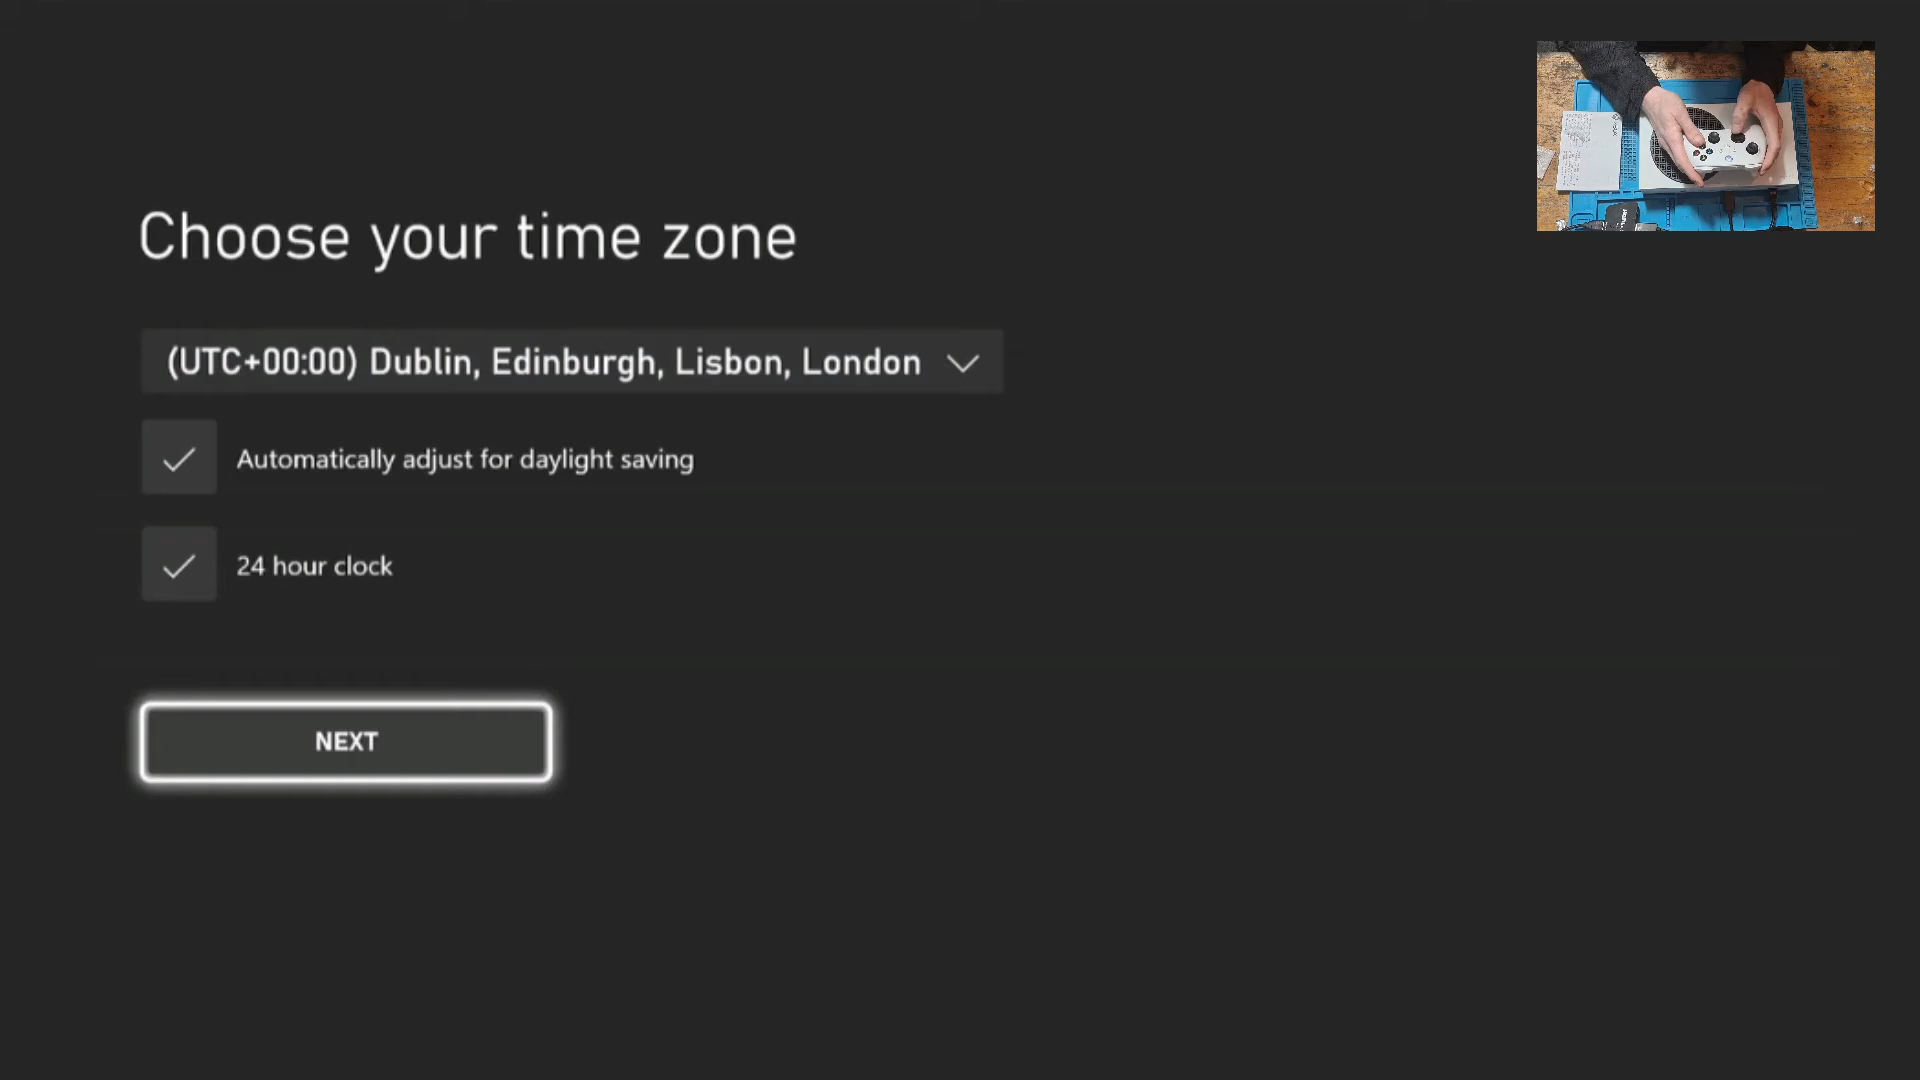 Choose your time zone
(UTC+00:00) Dublin, Edinburgh, Lisbon, London
Automatically adjust for daylight saving
24 hour clock
NEXT